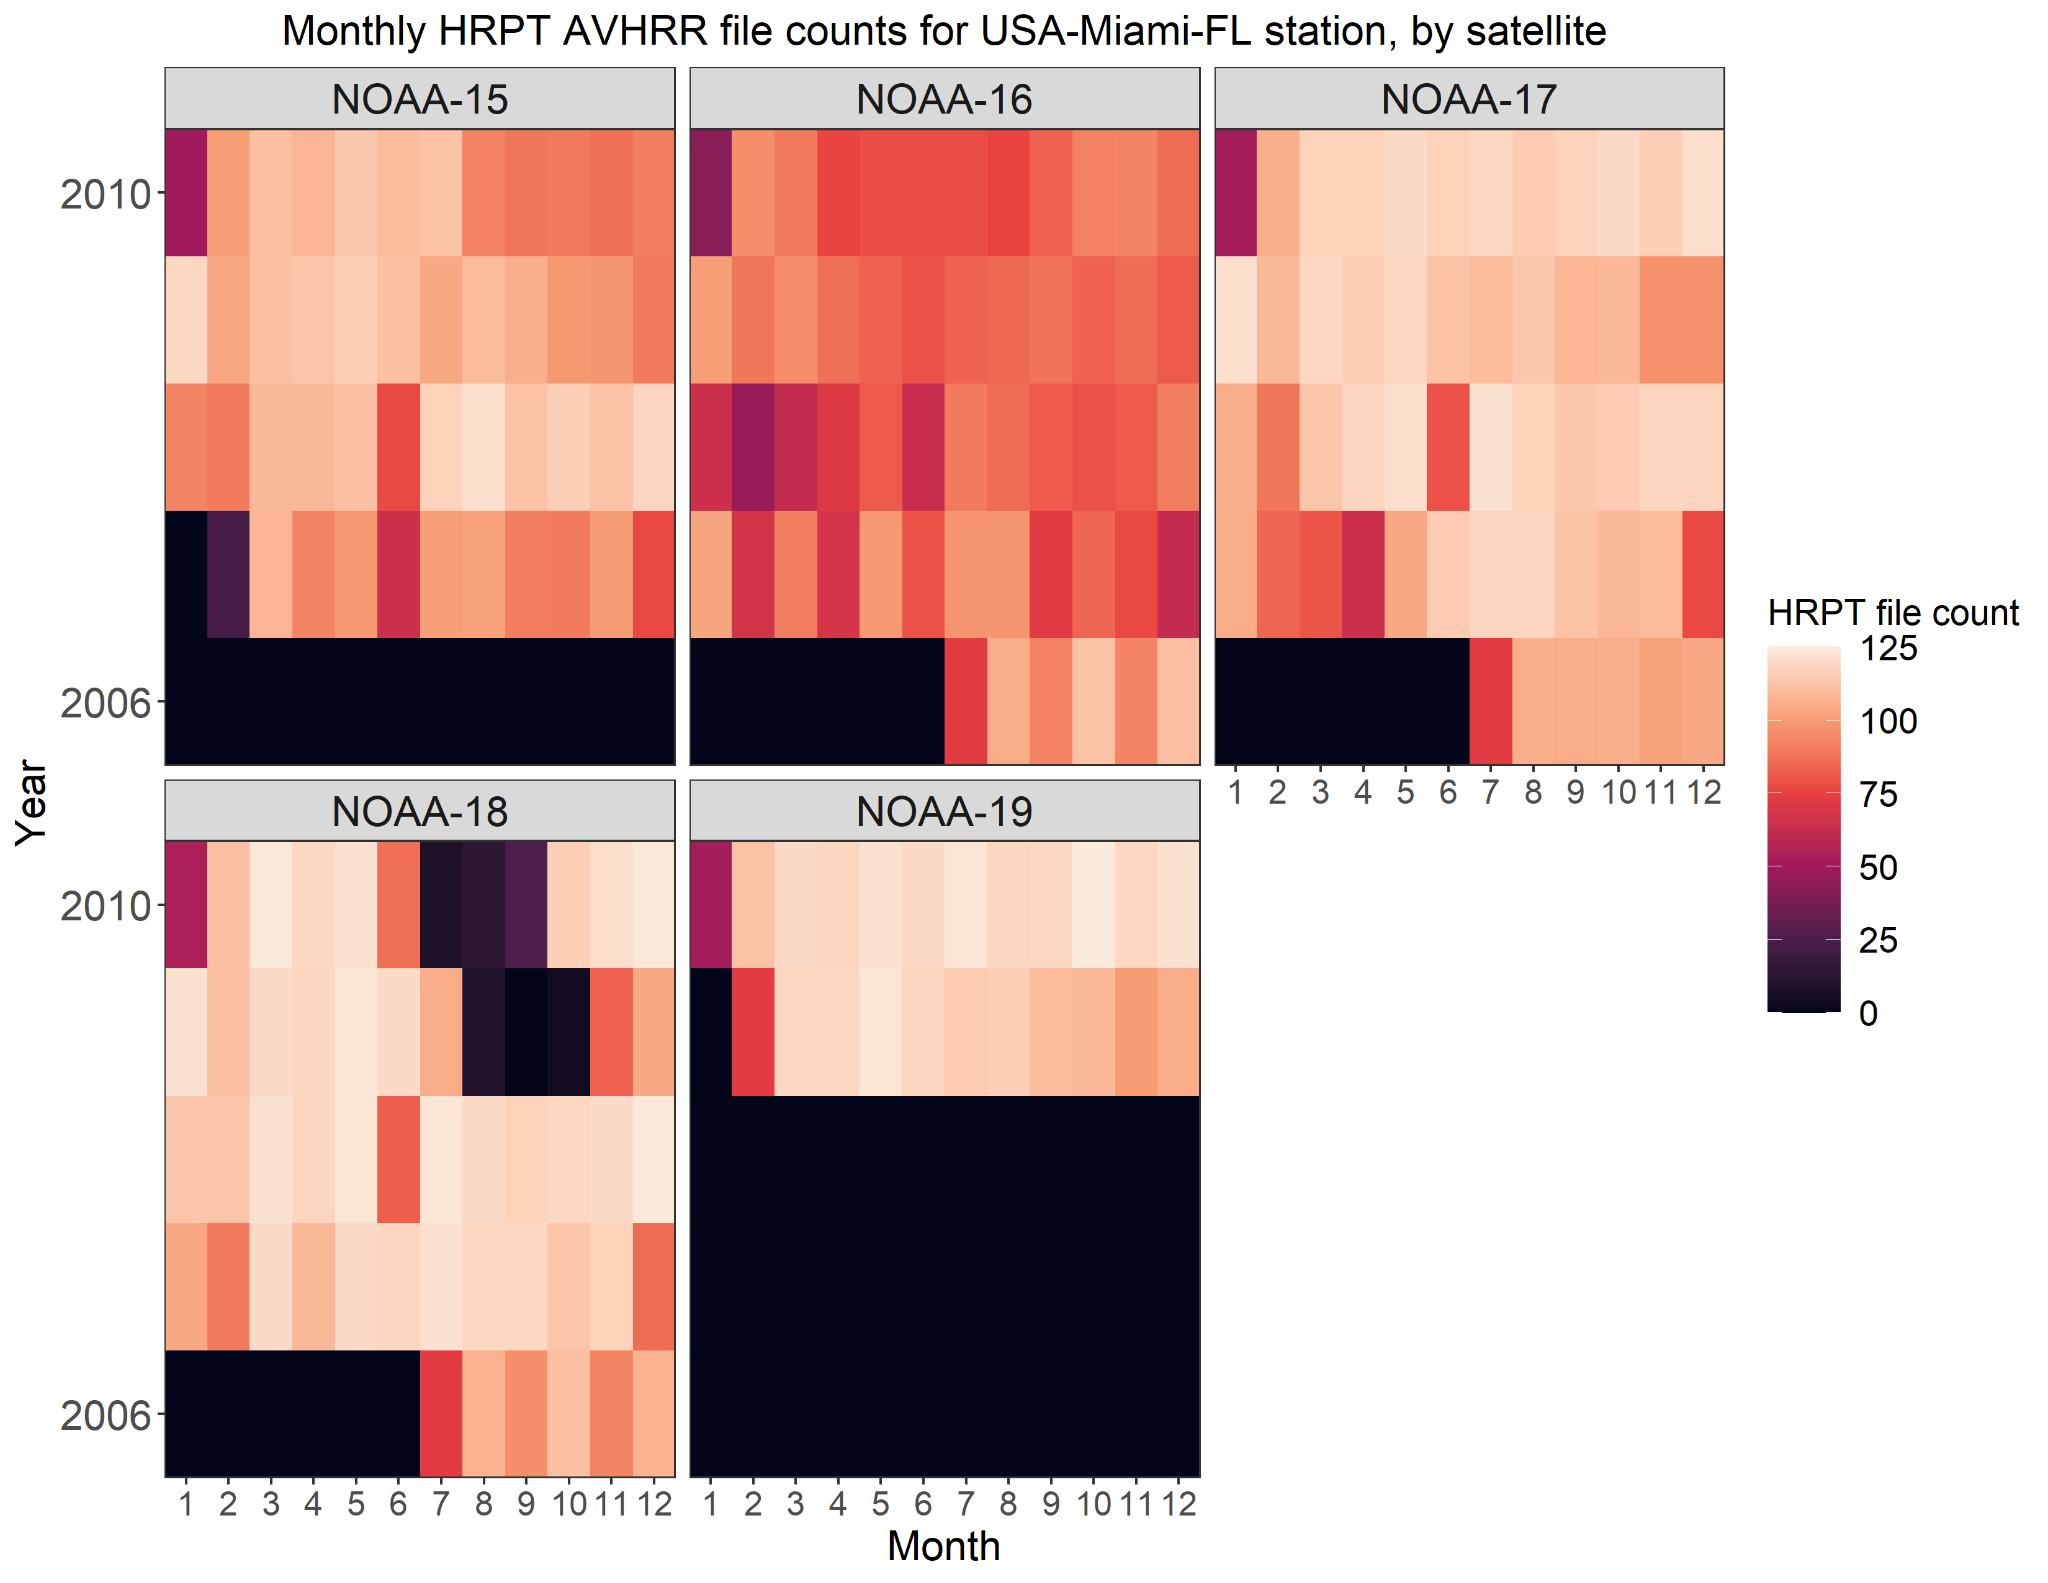 Monthly HRPT AVHRR file counts for USA-Miami-FL station, by satellite
NOAA-15 NOAA-16 NOAA-17
2010
2006
1 2 3 4 5 6 7 8 9 10 11 12
NOAA-18 NOAA-19
2010
2006
1 2 3 4 5 6 7 8 9 10 11 12 1 2 3 4 5 6 7 8 9 10 11 12
Month
Year
HRPT file count
125
100
75
50
25
0